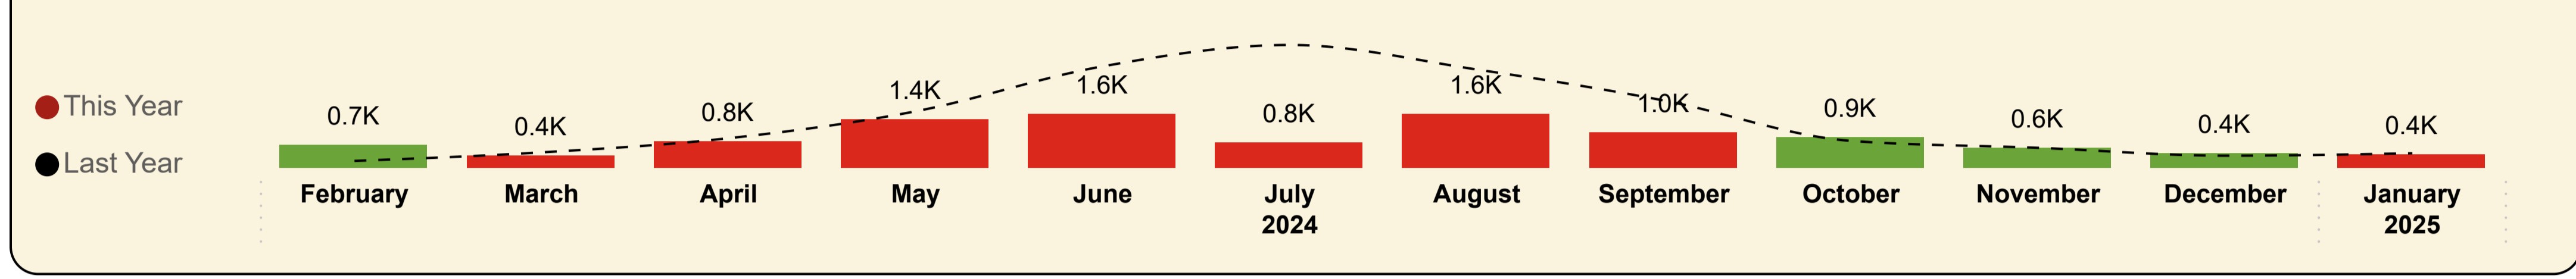 This Year
Last Year
0.7K
0.4K
0.8K
1.4K
1.6K
0.8K
1.6K
1.0K
0.9K
0.6K
0.4K
0.4K
February
March
April
May
June
July
August
September
October
November
December
January
2024
2025